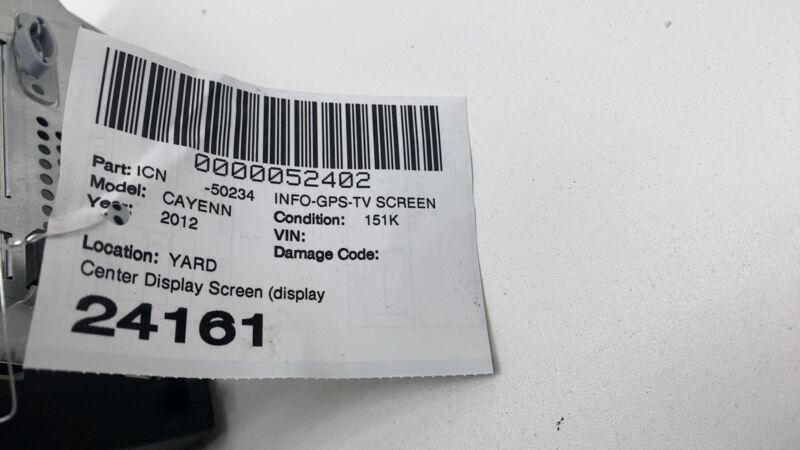 0000052402
Part: ICN -50234 INFO-GPS-TV SCREEN
Model: CAYENN Condition: 151K
Year: 2012 VIN:
Damage Code:
Location: YARD
Center Display Screen (display
24161